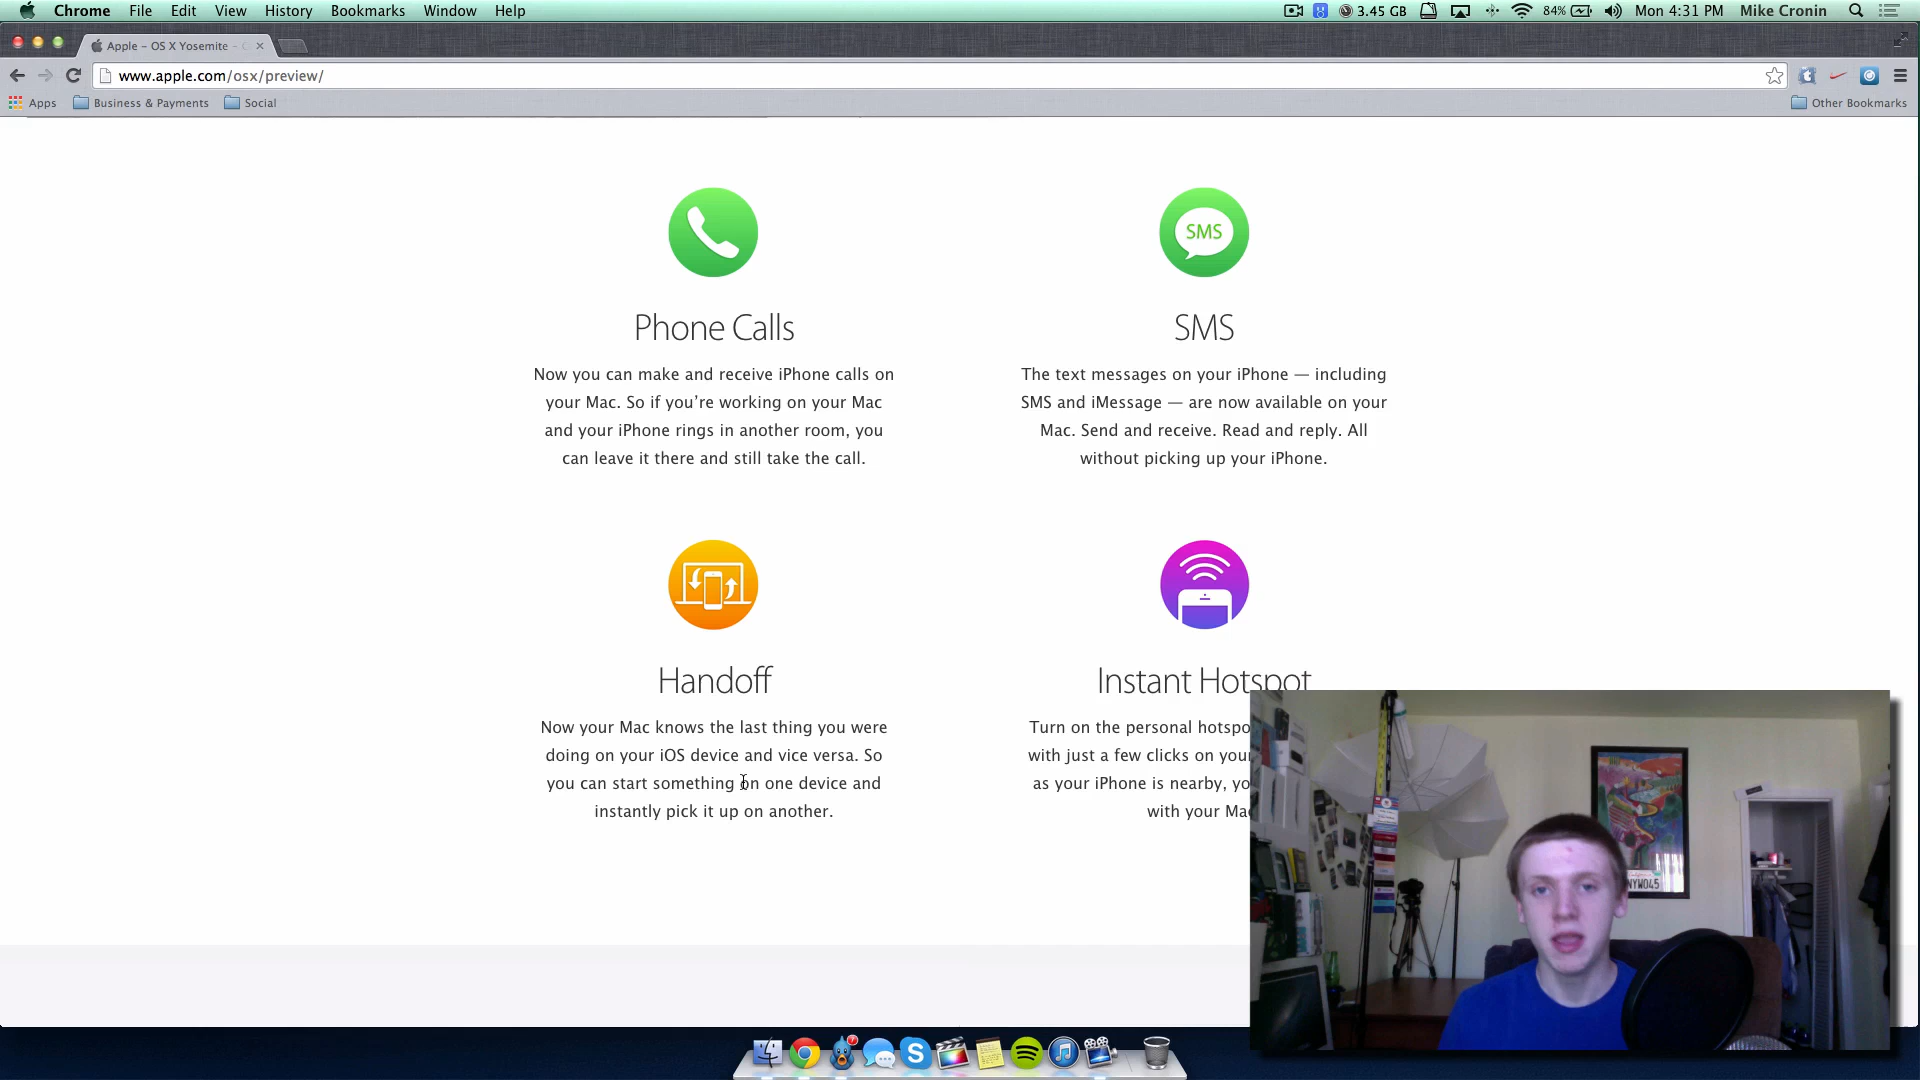 Chrome File Edit View History Bookmarks Window Help 3.45 GB 84% Mon 4:31 PM Mike Cronin
Apple – OS X Yosemite –
www.apple.com/osx/preview/
Apps Business & Payments Social Other Bookmarks
SMS
Phone Calls
Now you can make and receive iPhone calls on
your Mac. So if you’re working on your Mac
and your iPhone rings in another room, you
can leave it there and still take the call.
SMS
The text messages on your iPhone — including
SMS and iMessage — are now available on your
Mac. Send and receive. Read and reply. All
without picking up your iPhone.
Handoff
Now your Mac knows the last thing you were
doing on your iOS device and vice versa. So
you can start something on one device and
instantly pick it up on another.
Instant Hotspot
Turn on the personal hotspo
with just a few clicks on your
as your iPhone is nearby, yo
with your Mac
NYW045